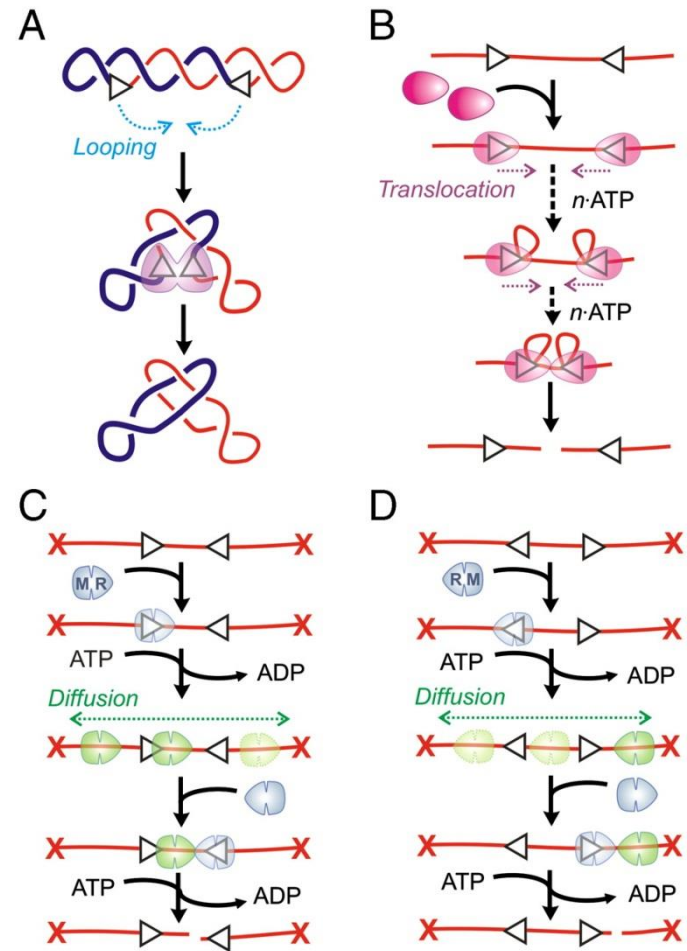 A
Looping
B
Translocation
n·ATP
n·ATP
C
X X
M R
X X
ATP ADP
Diffusion
X X
X X
ATP ADP
X X
D
X X
R M
X X
ATP ADP
Diffusion
X X
X X
ATP ADP
X X